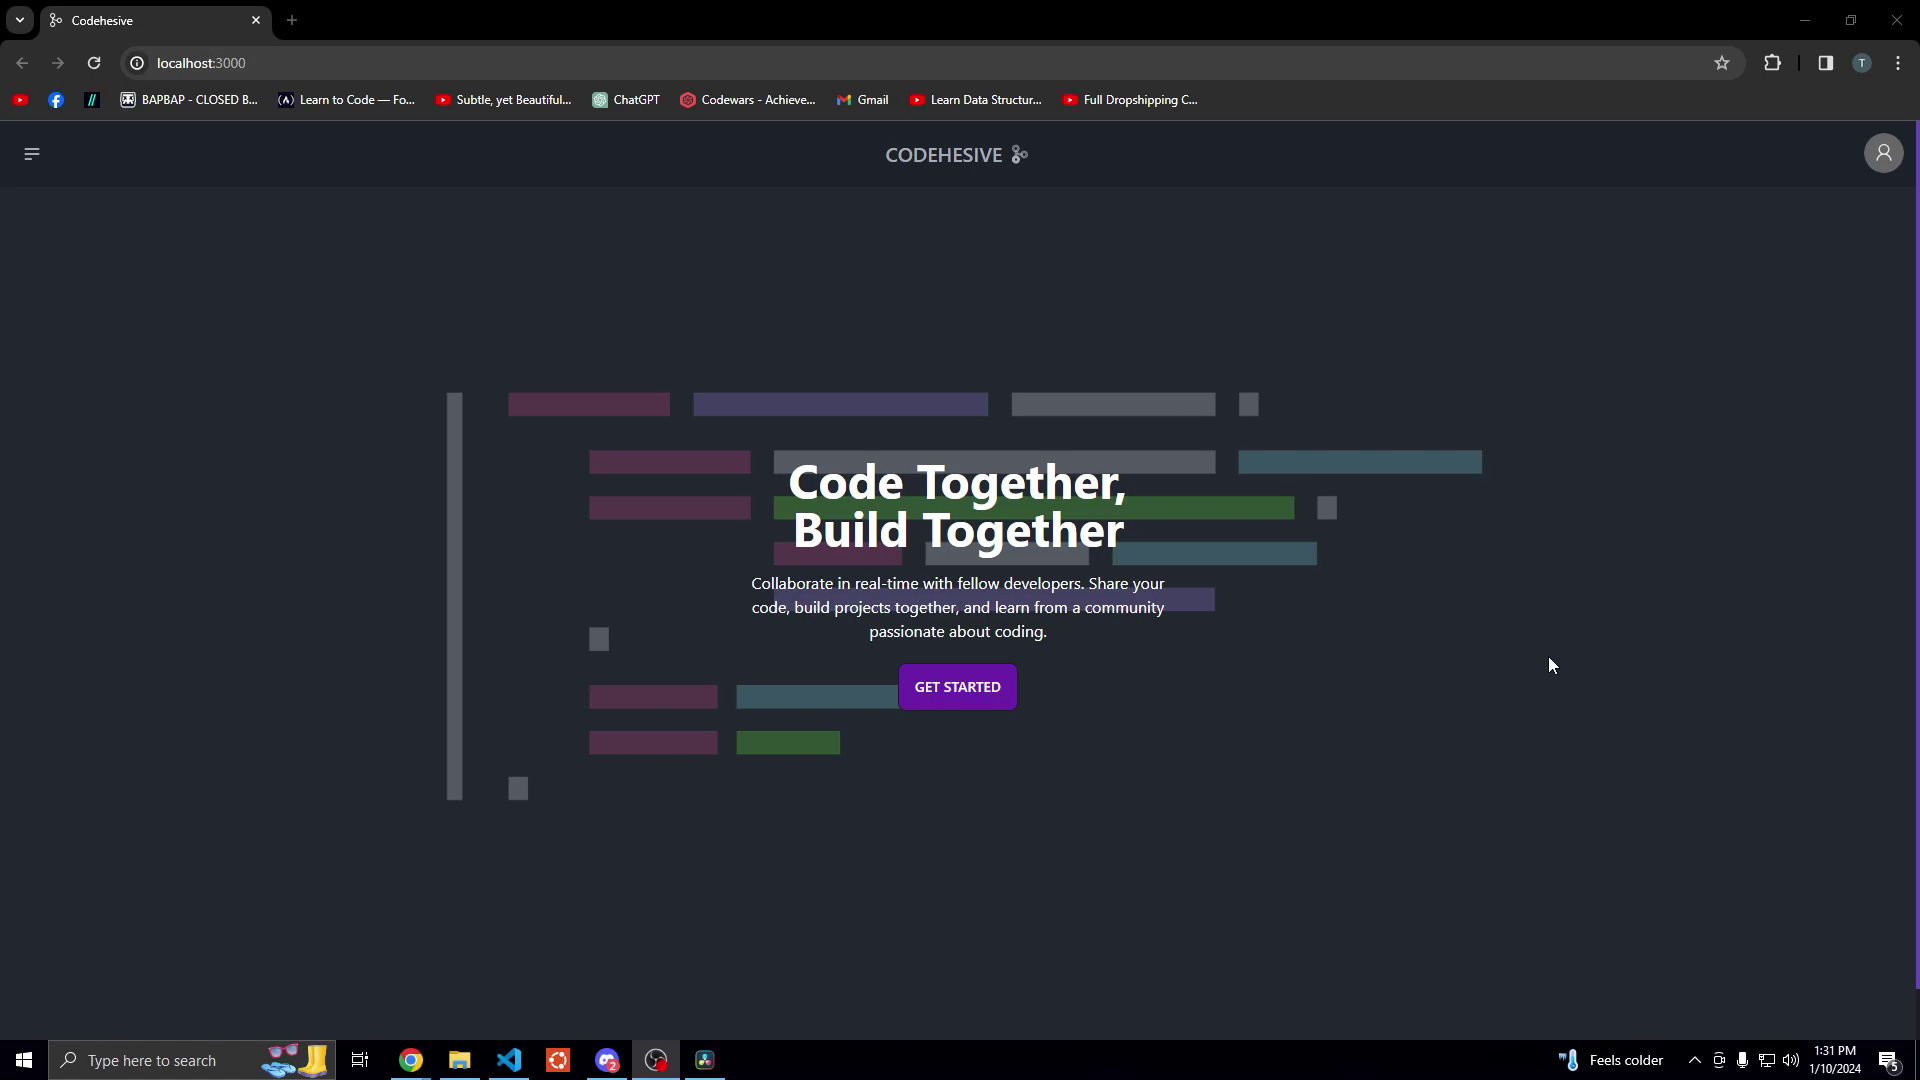 Codehesive
localhost:3000
BAPBAP - CLOSED B...
Learn to Code — Fo...
Subtle, yet Beautiful...
ChatGPT
Codewars - Achieve...
Gmail
Learn Data Structur...
Full Dropshipping C...
T
CODEHESIVE
Code Together,
Build Together
Collaborate in real-time with fellow developers. Share your
code, build projects together, and learn from a community
passionate about coding.
GET STARTED
Type here to search
2
Feels colder
1:31 PM
1/10/2024
5